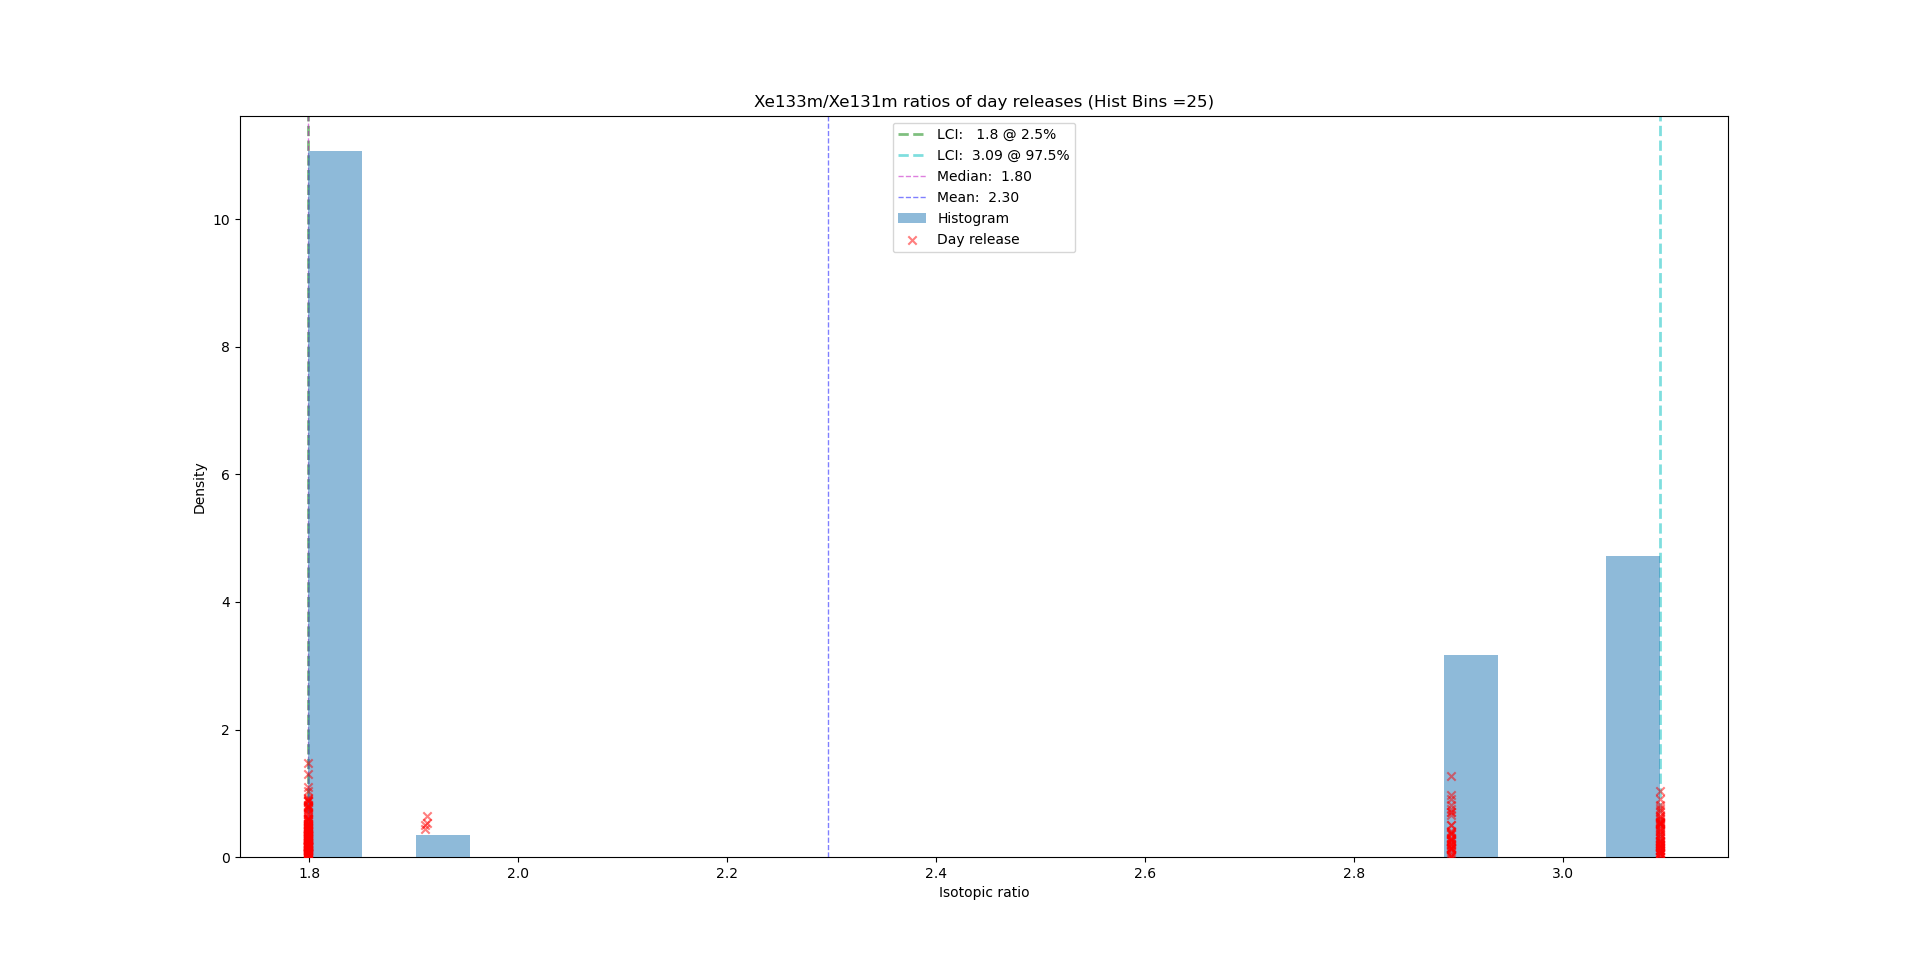 Xe133m/Xe131m ratios of day releases (Hist Bins =25)
LCI:   1.8 @ 2.5%
LCI:  3.09 @ 97.5%
Median:  1.80
Mean:  2.30
Histogram
Day release
Density
10
8
6
4
2
0
1.8 2.0 2.2 2.4 2.6 2.8 3.0
Isotopic ratio